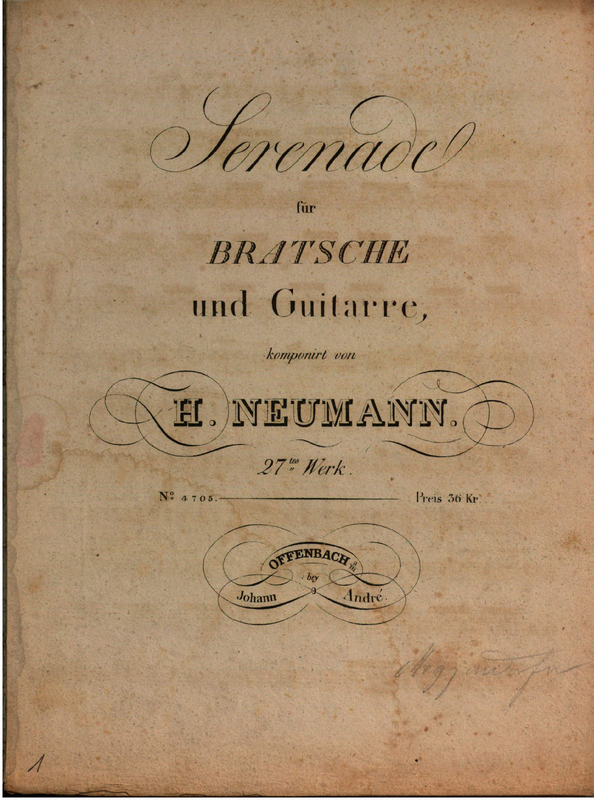 Serenade
für
BRATSCHE
und Guitarre,
komponirt von
H. NEUMANN.
27tes Werk.
No 4705. Preis 36 Kr
OFFENBACH a/m
bey
Johann André.
1